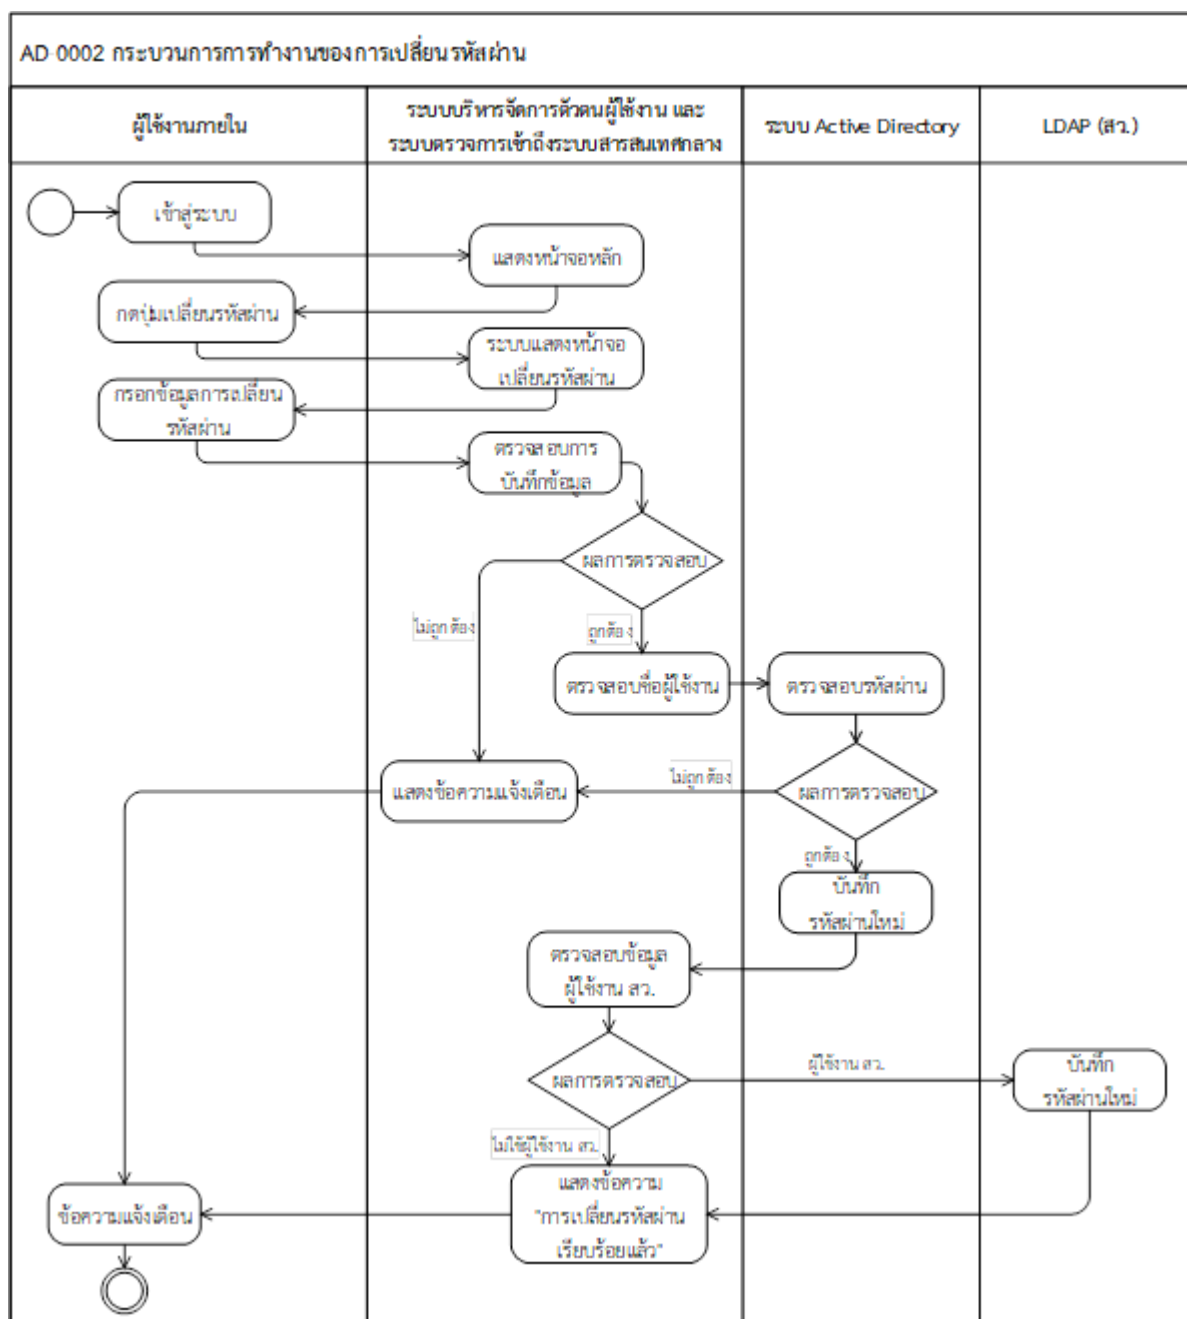 AD-0002 กระบวนการการทำงานของการเปลี่ยนรหัสผ่าน
ผู้ใช้งานภายใน
ระบบบริหารจัดการตัวตนผู้ใช้งาน และ
ระบบตรวจการเข้าถึงระบบสารสนเทศกลาง
ระบบ Active Directory
LDAP (สว.)
เข้าสู่ระบบ
แสดงหน้าจอหลัก
กดปุ่มเปลี่ยนรหัสผ่าน
ระบบแสดงหน้าจอ
เปลี่ยนรหัสผ่าน
กรอกข้อมูลการเปลี่ยน
รหัสผ่าน
ตรวจสอบการ
บันทึกข้อมูล
ผลการตรวจสอบ
ไม่ถูกต้อง
ถูกต้อง
ตรวจสอบชื่อผู้ใช้งาน
ตรวจสอบรหัสผ่าน
แสดงข้อความแจ้งเตือน
ไม่ถูกต้อง
ผลการตรวจสอบ
ถูกต้อง
บันทึก
รหัสผ่านใหม่
ตรวจสอบข้อมูล
ผู้ใช้งาน สว.
ผลการตรวจสอบ
ผู้ใช้งาน สว.
บันทึก
รหัสผ่านใหม่
ไม่ใช่ผู้ใช้งาน สว.
แสดงข้อความ
"การเปลี่ยนรหัสผ่าน
เรียบร้อยแล้ว"
ข้อความแจ้งเตือน